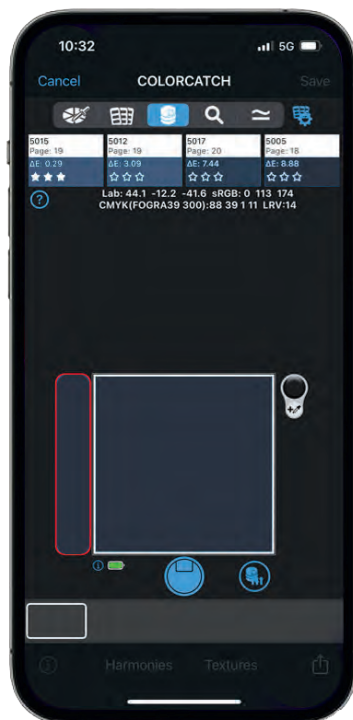 10:32
5G
Cancel COLORCATCH Save
5015 5012 5017 5005
Page: 19 Page: 19 Page: 20 Page: 18
ΔE: 0.29 ΔE: 3.09 ΔE: 7.44 ΔE: 8.88
? Lab: 44.1 -12.2 -41.6 sRGB: 0 113 174
CMYK(FOGRA39 300):88 39 1 11 LRV:14
Harmonies Textures